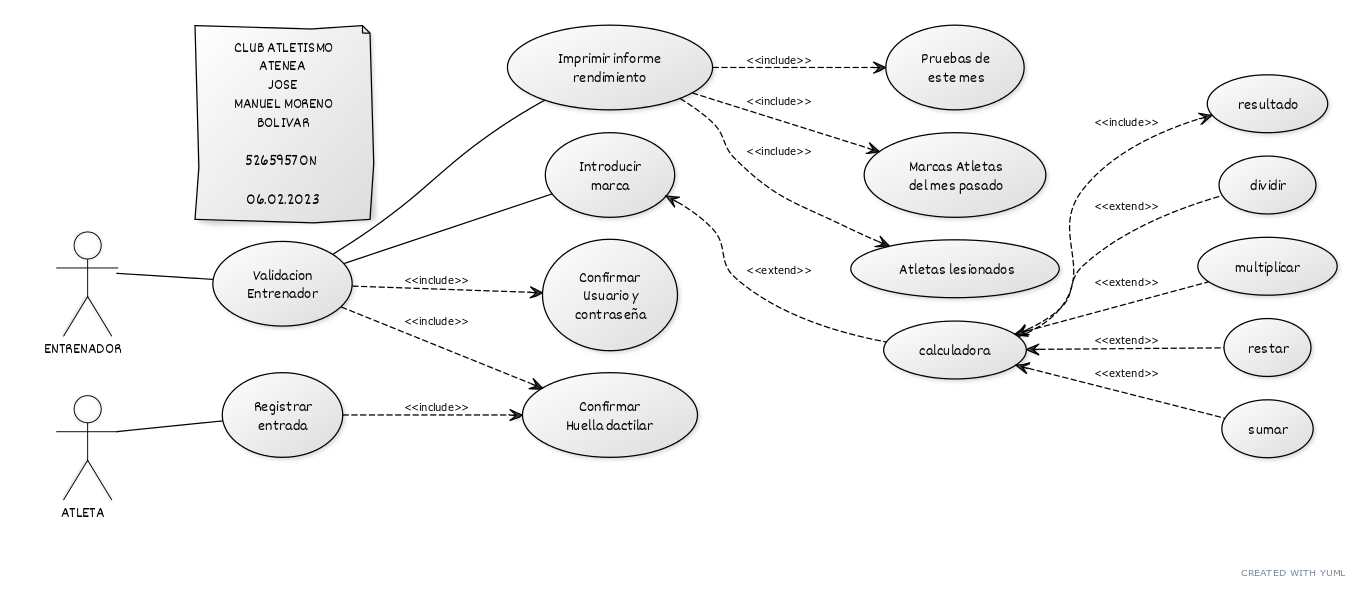 CLUB ATLETISMO
ATENEA
JOSE
MANUEL MORENO
BOLIVAR
52659570N
06.02.2023
ENTRENADOR
ATLETA
Validacion
Entrenador
Registrar
entrada
<<include>>
<<include>>
<<include>>
Imprimir informe
rendimiento
Introducir
marca
Confirmar
Usuario y
contraseña
Confirmar
Huella dactilar
<<include>>
<<include>>
<<include>>
<<extend>>
Pruebas de
este mes
Marcas Atletas
del mes pasado
Atletas lesionados
calculadora
<<include>>
<<extend>>
<<extend>>
<<extend>>
<<extend>>
resultado
dividir
multiplicar
restar
sumar
CREATED WITH YUML